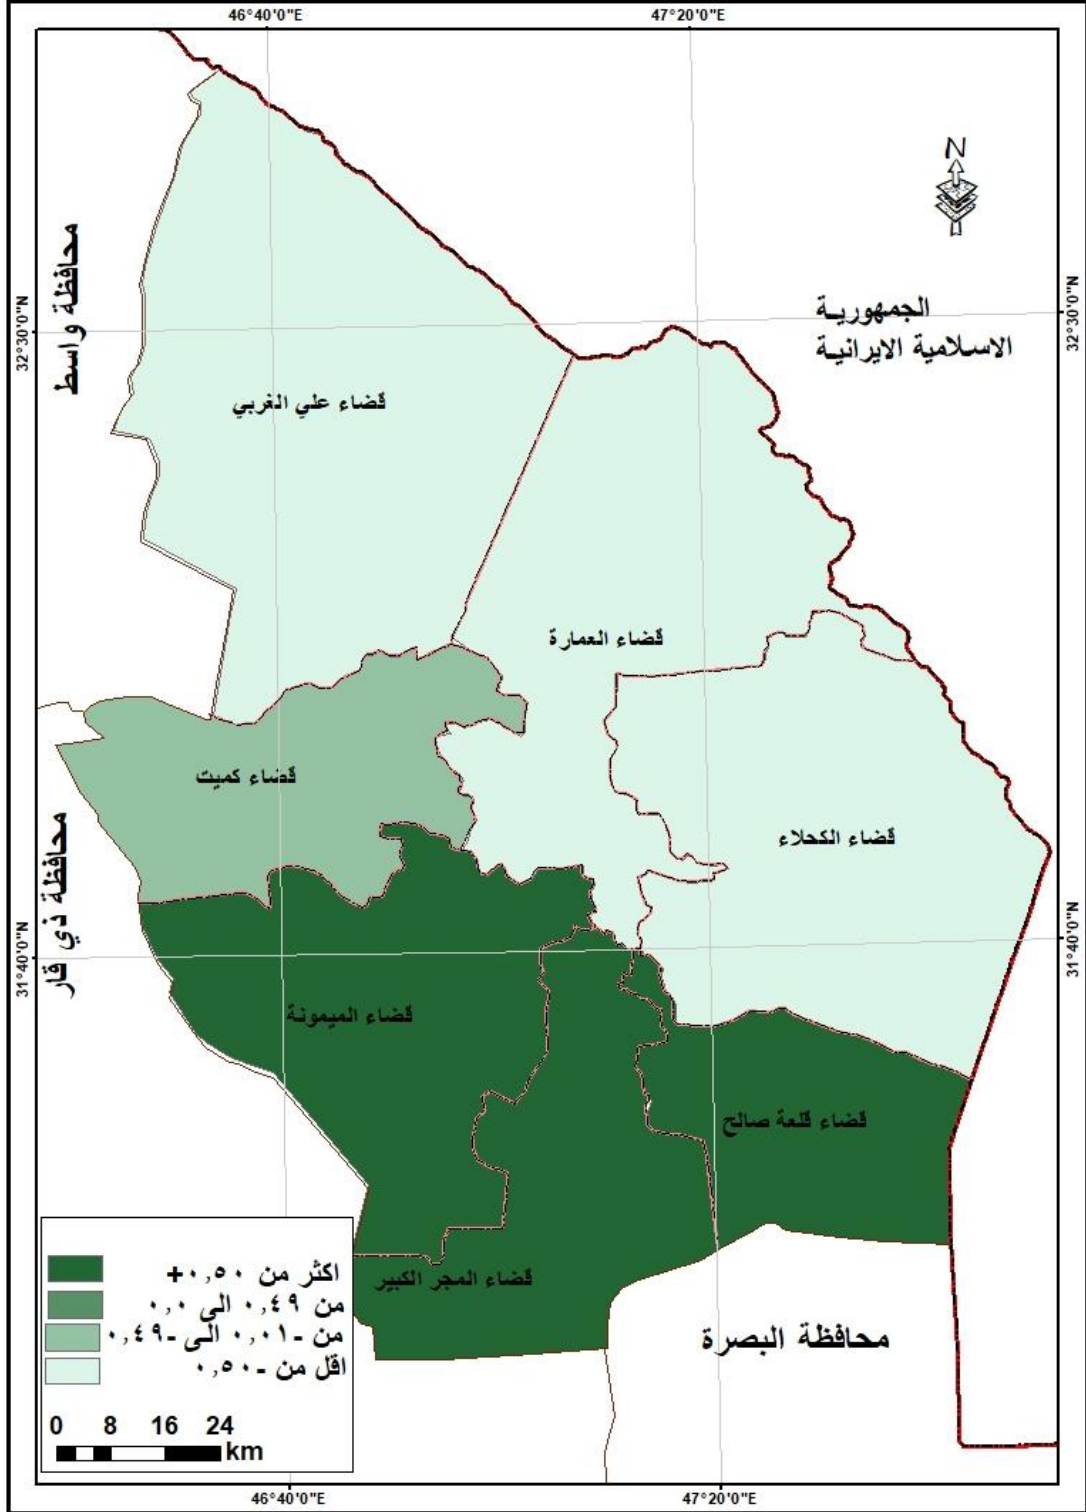 46°40'0"E
47°20'0"E
N
محافظة واسط
32°30'0"N
32°30'0"N
الجمهورية
الاسلامية الايرانية
قضاء علي الغربي
قضاء العمارة
قضاء كميت
قضاء الكحلاء
محافظة ذي قار
31°40'0"N
31°40'0"N
قضاء الميمونة
قضاء قلعة صالح
قضاء المجر الكبير
محافظة البصرة
اكثر من ٠,٥٠+
من ٠,٤٩ الى ٠,٠
من -٠,٠١ الى -٠,٤٩
اقل من -٠,٥٠
0 8 16 24
km
46°40'0"E
47°20'0"E